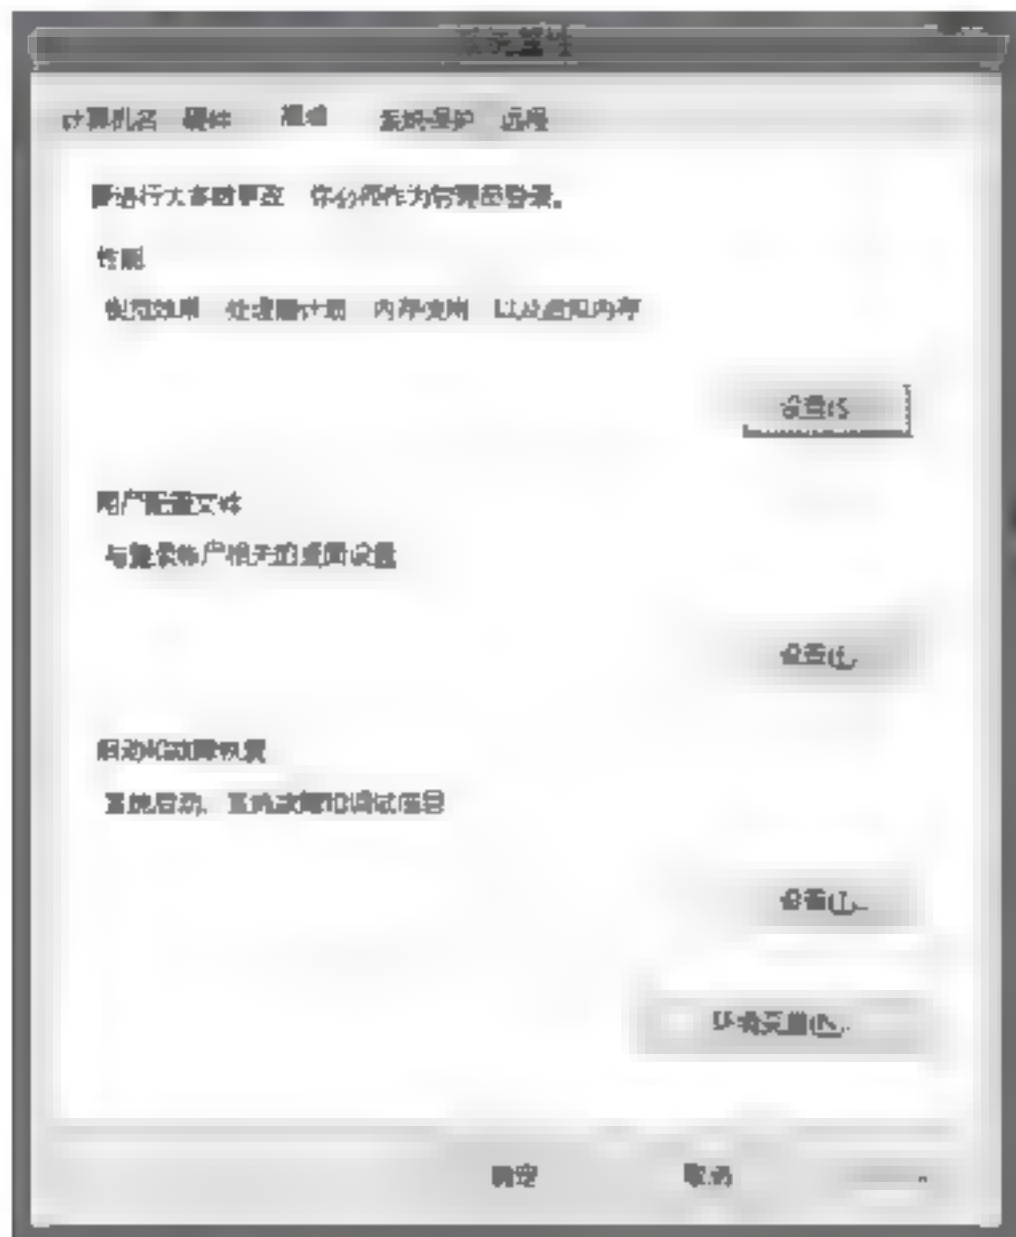 系统属性
计算机名 硬件 高级 系统保护 远程
要进行大多数更改，你必须作为管理员登录。
性能
视觉效果，处理器计划，内存使用，以及虚拟内存
设置(S)
用户配置文件
与登录帐户相关的桌面设置
设置(E)...
启动和故障恢复
系统启动、系统故障和调试信息
设置(T)...
环境变量(N)...
确定 取消